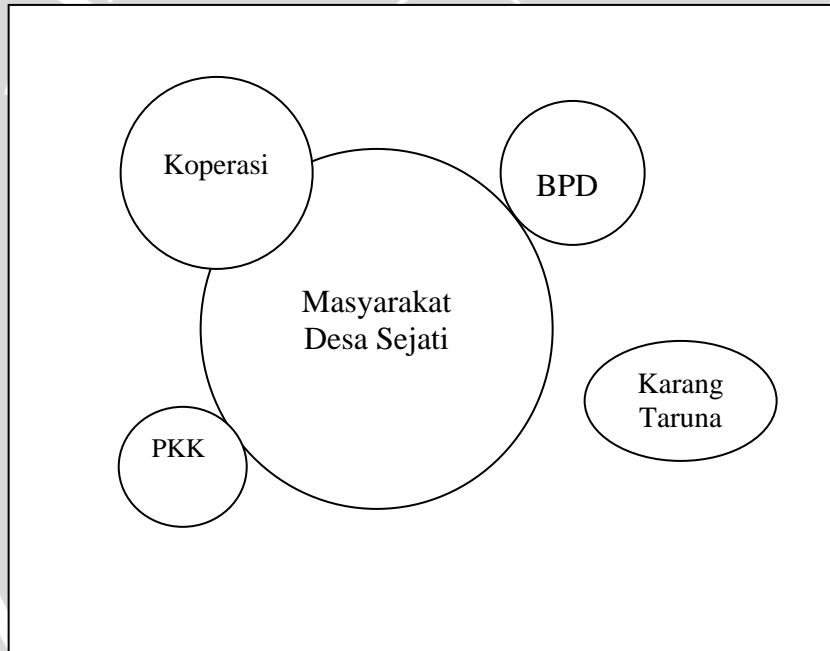 Koperasi
BPD
Masyarakat
Desa Sejati
Karang
Taruna
PKK